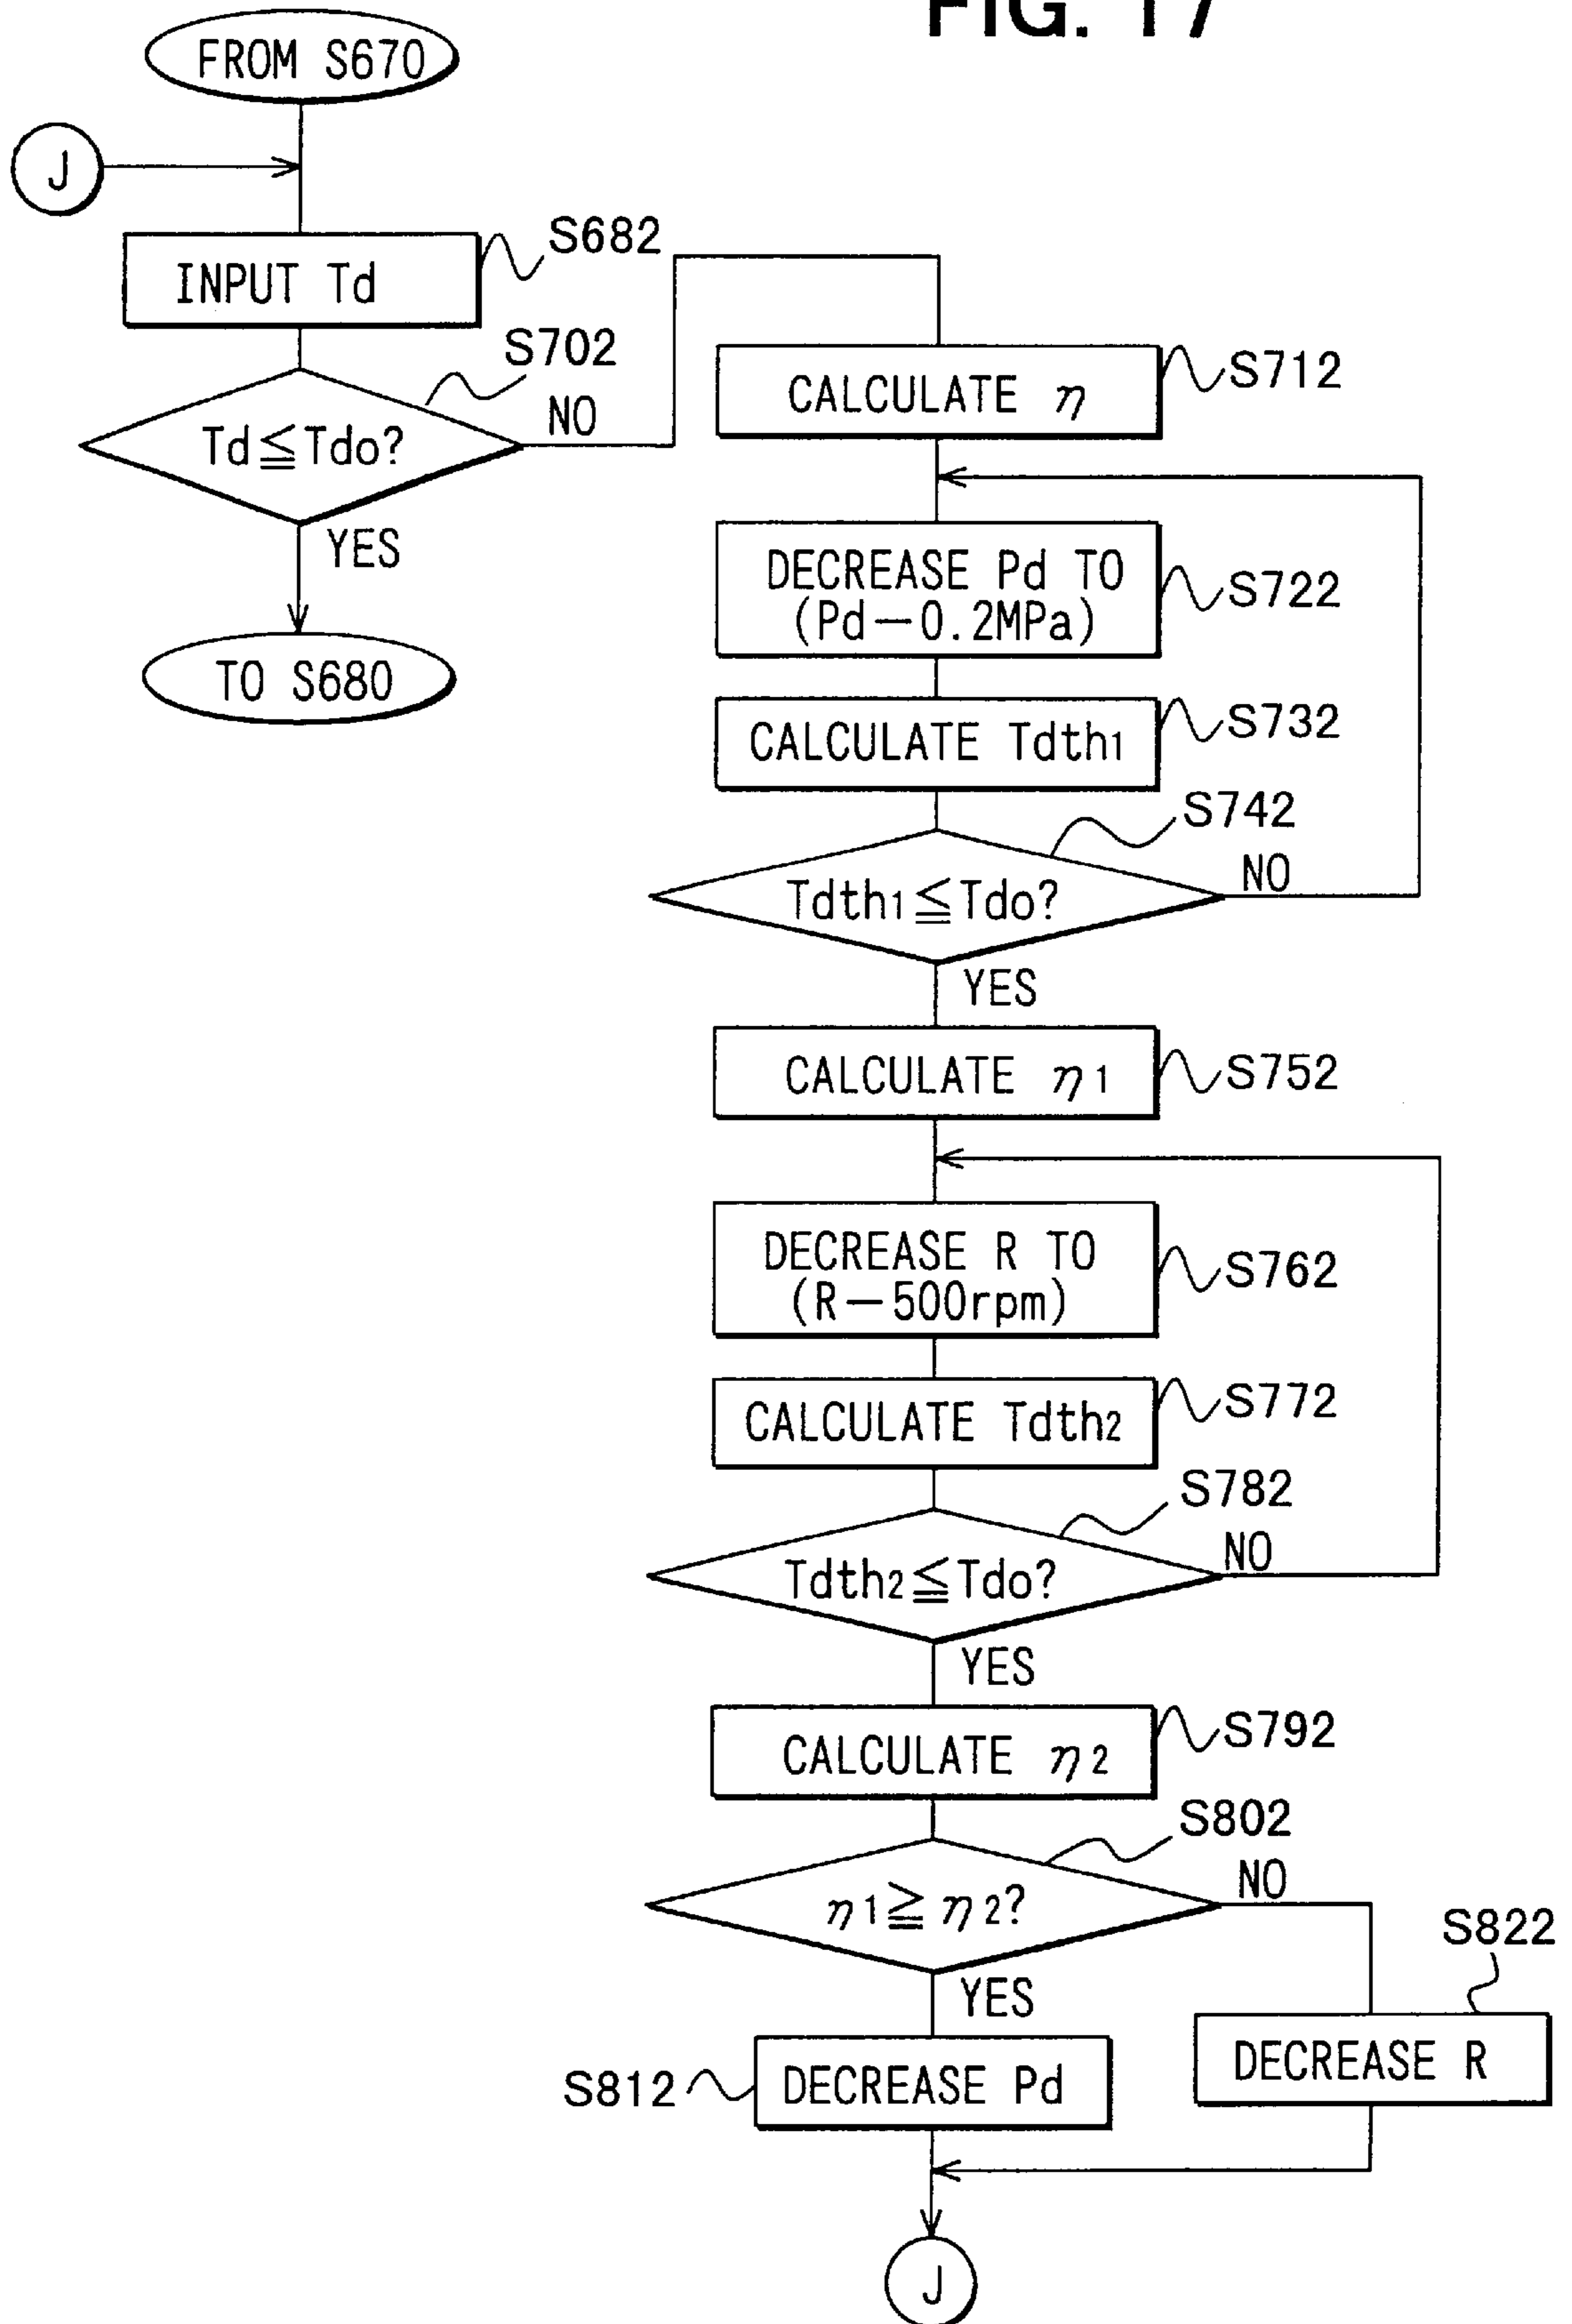 FIG. 17
FROM S670
J
S682
INPUT Td
S702
Td≦Tdo?
NO
YES
TO S680
CALCULATE η
S712
DECREASE Pd TO
(Pd−0.2MPa)
S722
CALCULATE Tdth1
S732
S742
Tdth1≦Tdo?
NO
YES
CALCULATE η1
S752
DECREASE R TO
(R−500rpm)
S762
CALCULATE Tdth2
S772
S782
Tdth2≦Tdo?
NO
YES
CALCULATE η2
S792
S802
η1≧η2?
NO
YES
S822
S812
DECREASE Pd
DECREASE R
J